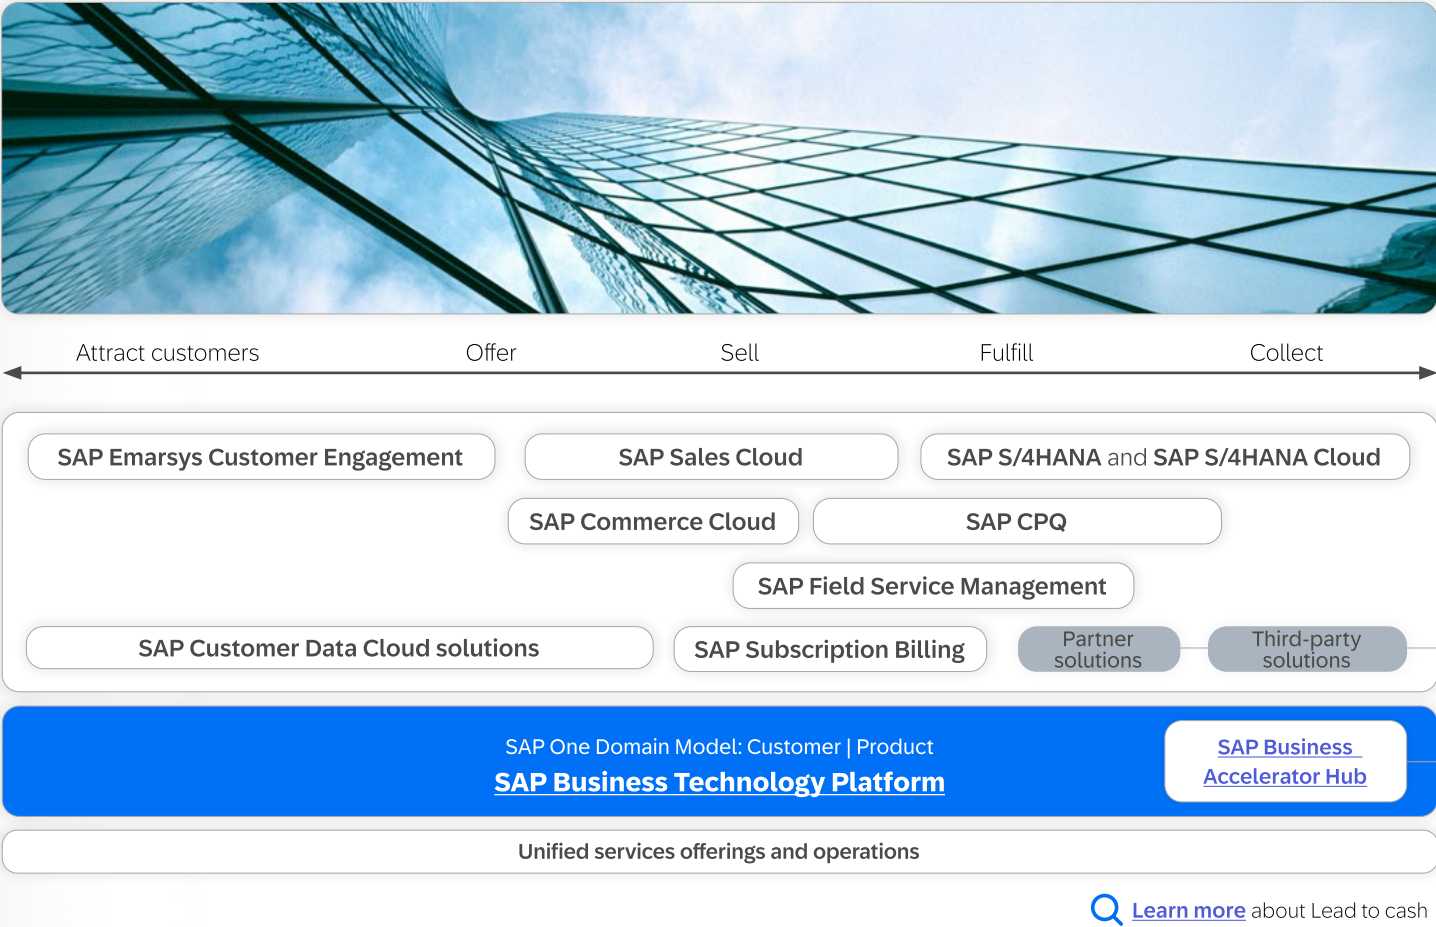 Attract customers
Offer
Sell
Fulfill
Collect
SAP Emarsys Customer Engagement
SAP Sales Cloud
SAP S/4HANA and SAP S/4HANA Cloud
SAP Commerce Cloud
SAP CPQ
SAP Field Service Management
SAP Customer Data Cloud solutions
SAP Subscription Billing
Partner
solutions
Third-party
solutions
SAP One Domain Model: Customer | Product
SAP Business Technology Platform
SAP Business
Accelerator Hub
Unified services offerings and operations
Learn more about Lead to cash